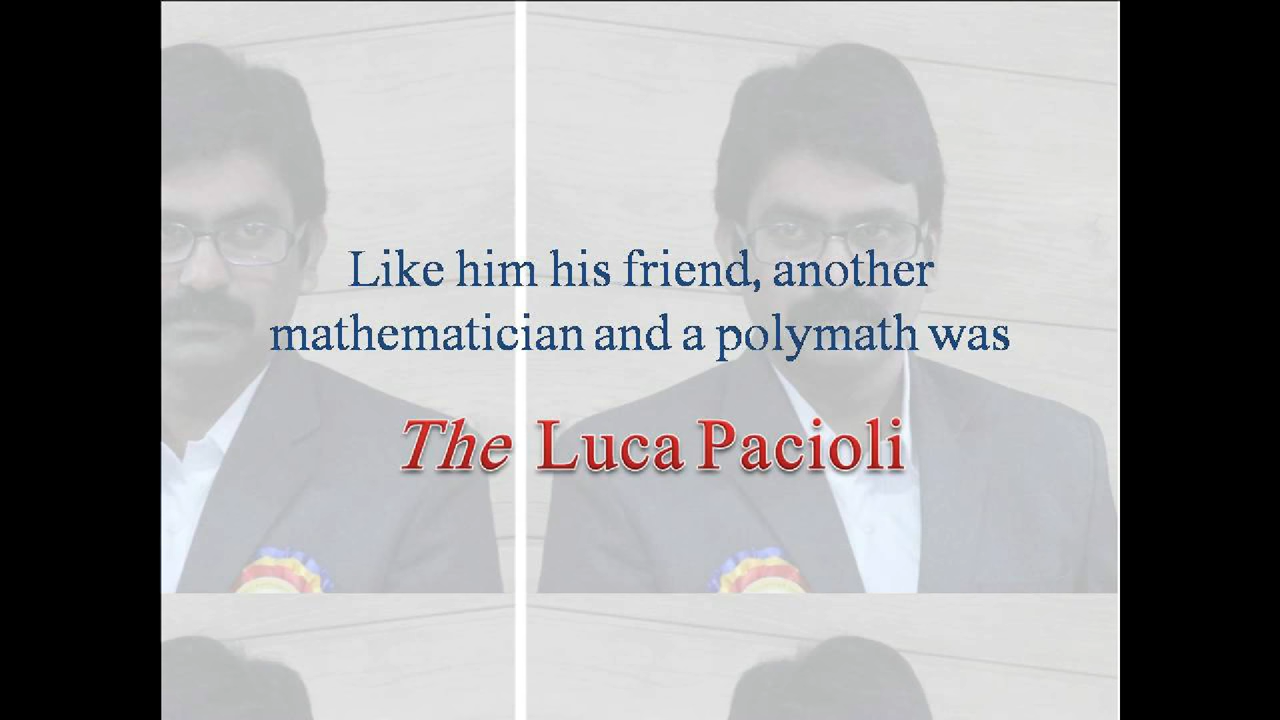 Like him his friend, another
mathematician and a polymath was
The Luca Pacioli